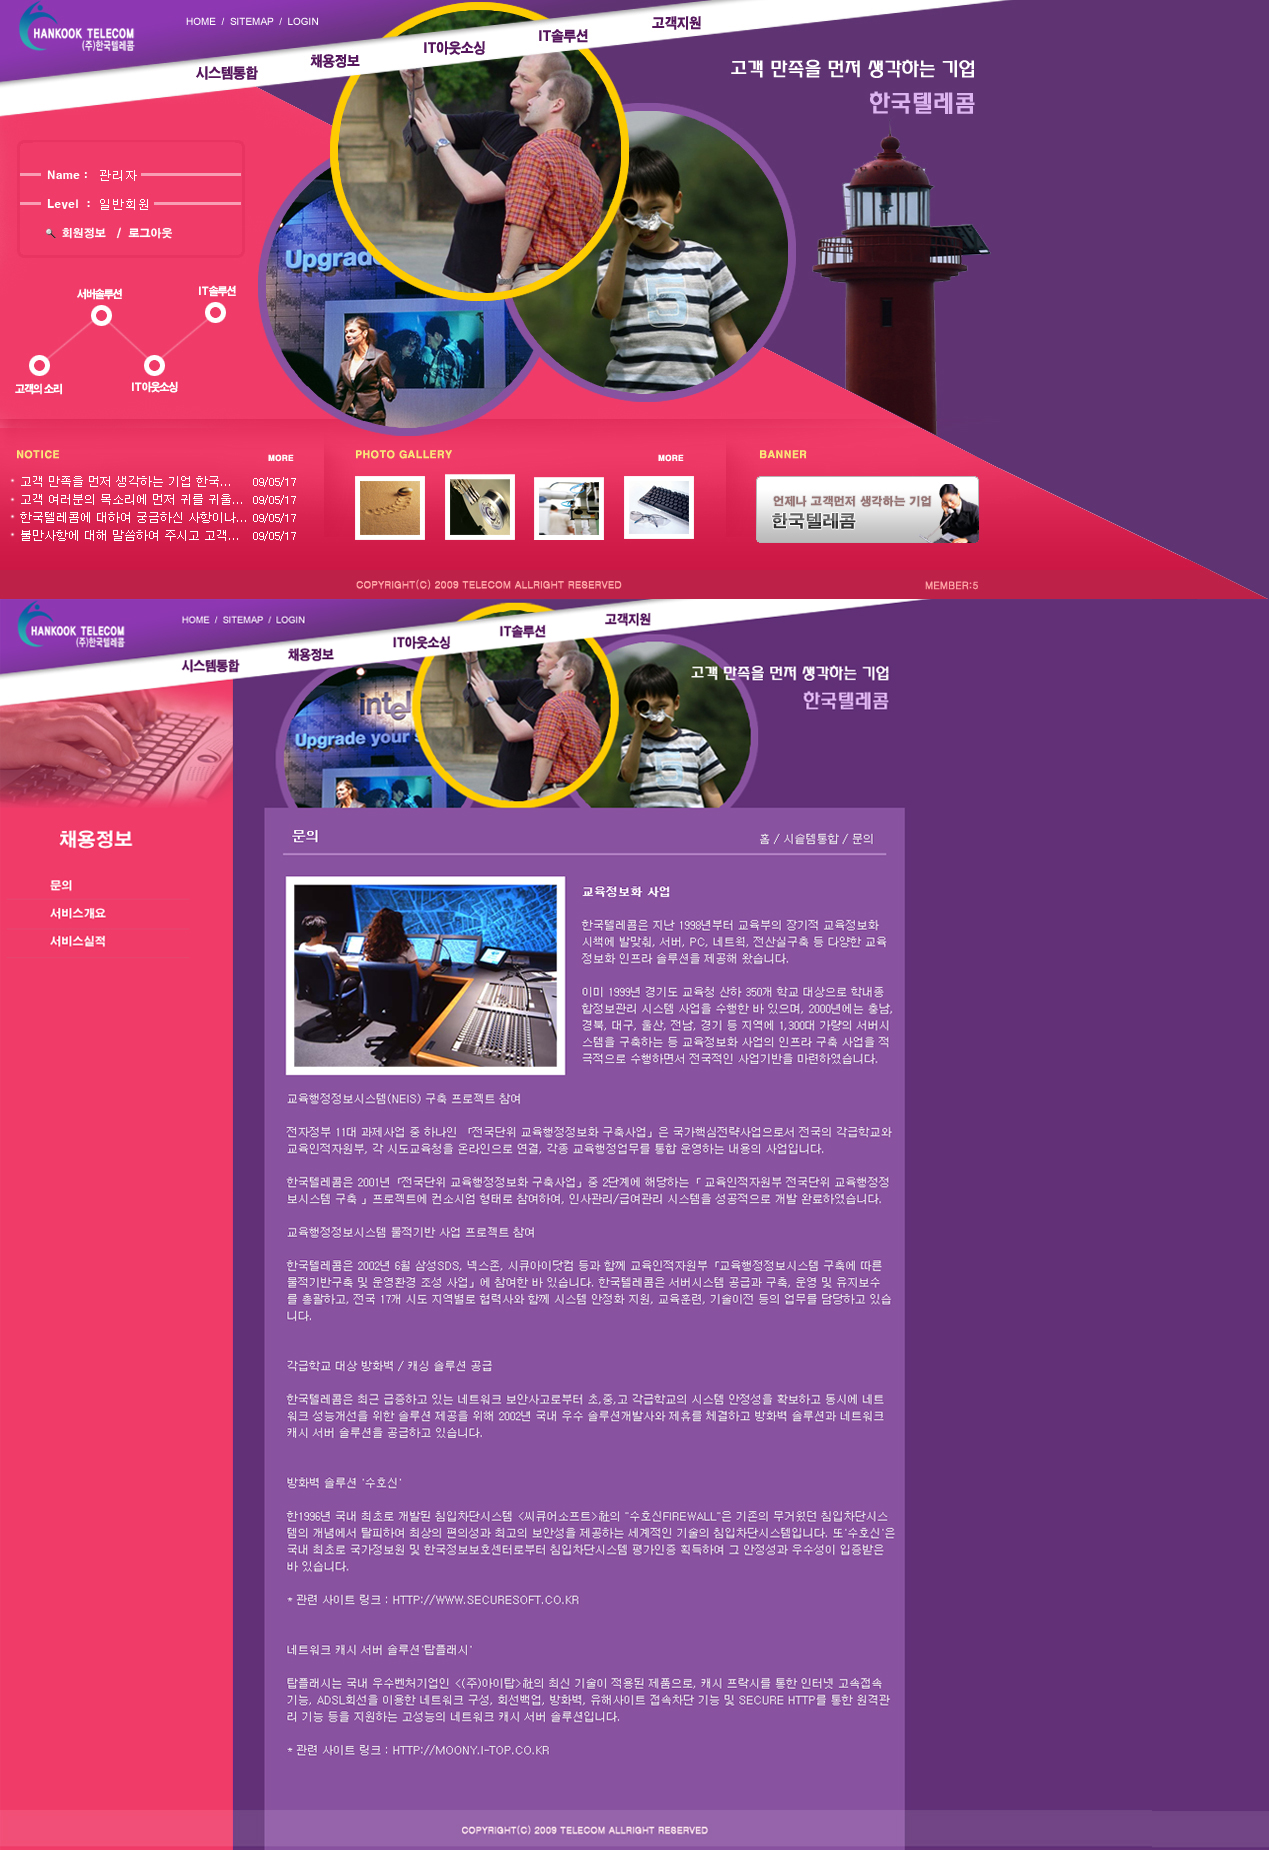 HANKOOK TELECOM
(주)한국텔레콤
HOME / SITEMAP / LOGIN
시스템통합
채용정보
IT아웃소싱
IT솔루션
고객지원
고객 만족을 먼저 생각하는 기업
한국텔레콤
Name : 관리자
Level : 일반회원
회원정보 / 로그아웃
Upgrade
서버솔루션
IT솔루션
고객의 소리
IT아웃소싱
5
NOTICE
MORE
고객 만족을 먼저 생각하는 기업 한국... 09/05/17
고객 여러분의 목소리에 먼저 귀를 귀울... 09/05/17
한국텔레콤에 대하여 궁금하신 사항이나... 09/05/17
불만사항에 대해 말씀하여 주시고 고객... 09/05/17
PHOTO GALLERY
MORE
BANNER
언제나 고객먼저 생각하는 기업
한국텔레콤
COPYRIGHT(C) 2009 TELECOM ALLRIGHT RESERVED
MEMBER:5
HANKOOK TELECOM
(주)한국텔레콤
HOME / SITEMAP / LOGIN
시스템통합
채용정보
IT아웃소싱
IT솔루션
고객지원
고객 만족을 먼저 생각하는 기업
한국텔레콤
intel
Upgrade your
5
채용정보
문의
서비스개요
서비스실적
문의
홈 / 시슽템통합 / 문의
교육정보화 사업
한국텔레콤은 지난 1998년부터 교육부의 장기적 교육정보화
시책에 발맞춰, 서버, PC, 네트웍, 전산실구축 등 다양한 교육
정보화 인프라 솔루션을 제공해 왔습니다.
이미 1999년 경기도 교육청 산하 350개 학교 대상으로 학내종
합정보관리 시스템 사업을 수행한 바 있으며, 2000년에는 충남,
경북, 대구, 울산, 전남, 경기 등 지역에 1,300대 가량의 서버시
스템을 구축하는 등 교육정보화 사업의 인프라 구축 사업을 적
극적으로 수행하면서 전국적인 사업기반을 마련하였습니다.
교육행정정보시스템(NEIS) 구축 프로젝트 참여
전자정부 11대 과제사업 중 하나인 「전국단위 교육행정정보화 구축사업」은 국가핵심전략사업으로서 전국의 각급학교와
교육인적자원부, 각 시도교육청을 온라인으로 연결, 각종 교육행정업무를 통합 운영하는 내용의 사업입니다.
한국텔레콤은 2001년「전국단위 교육행정정보화 구축사업」중 2단계에 해당하는「 교육인적자원부 전국단위 교육행정정
보시스템 구축 」프로젝트에 컨소시엄 형태로 참여하여, 인사관리/급여관리 시스템을 성공적으로 개발 완료하였습니다.
교육행정정보시스템 물적기반 사업 프로젝트 참여
한국텔레콤은 2002년 6월 삼성SDS, 넥스존, 시큐아이닷컴 등과 함께 교육인적자원부「교육행정정보시스템 구축에 따른
물적기반구축 및 운영환경 조성 사업」에 참여한 바 있습니다. 한국텔레콤은 서버시스템 공급과 구축, 운영 및 유지보수
를 총괄하고, 전국 17개 시도 지역별로 협력사와 함께 시스템 안정화 지원, 교육훈련, 기술이전 등의 업무를 담당하고 있습
니다.
각급학교 대상 방화벽 / 캐싱 솔루션 공급
한국텔레콤은 최근 급증하고 있는 네트워크 보안사고로부터 초,중,고 각급학교의 시스템 안정성을 확보하고 동시에 네트
워크 성능개선을 위한 솔루션 제공을 위해 2002년 국내 우수 솔루션개발사와 제휴를 체결하고 방화벽 솔루션과 네트워크
캐시 서버 솔루션을 공급하고 있습니다.
방화벽 솔루션 '수호신'
한1996년 국내 최초로 개발된 침입차단시스템 <씨큐어소프트>社의 "수호신FIREWALL"은 기존의 무거웠던 침입차단시스
템의 개념에서 탈피하여 최상의 편의성과 최고의 보안성을 제공하는 세계적인 기술의 침입차단시스템입니다. 또'수호신'은
국내 최초로 국가정보원 및 한국정보보호센터로부터 침입차단시스템 평가인증 획득하여 그 안정성과 우수성이 입증받은
바 있습니다.
* 관련 사이트 링크 : HTTP://WWW.SECURESOFT.CO.KR
네트워크 캐시 서버 솔루션'탑플래시'
탑플래시는 국내 우수벤처기업인 <(주)아이탑>社의 최신 기술이 적용된 제품으로, 캐시 프락시를 통한 인터넷 고속접속
기능, ADSL회선을 이용한 네트워크 구성, 회선백업, 방화벽, 유해사이트 접속차단 기능 및 SECURE HTTP를 통한 원격관
리 기능 등을 지원하는 고성능의 네트워크 캐시 서버 솔루션입니다.
* 관련 사이트 링크 : HTTP://MOONY.I-TOP.CO.KR
COPYRIGHT(C) 2009 TELECOM ALLRIGHT RESERVED